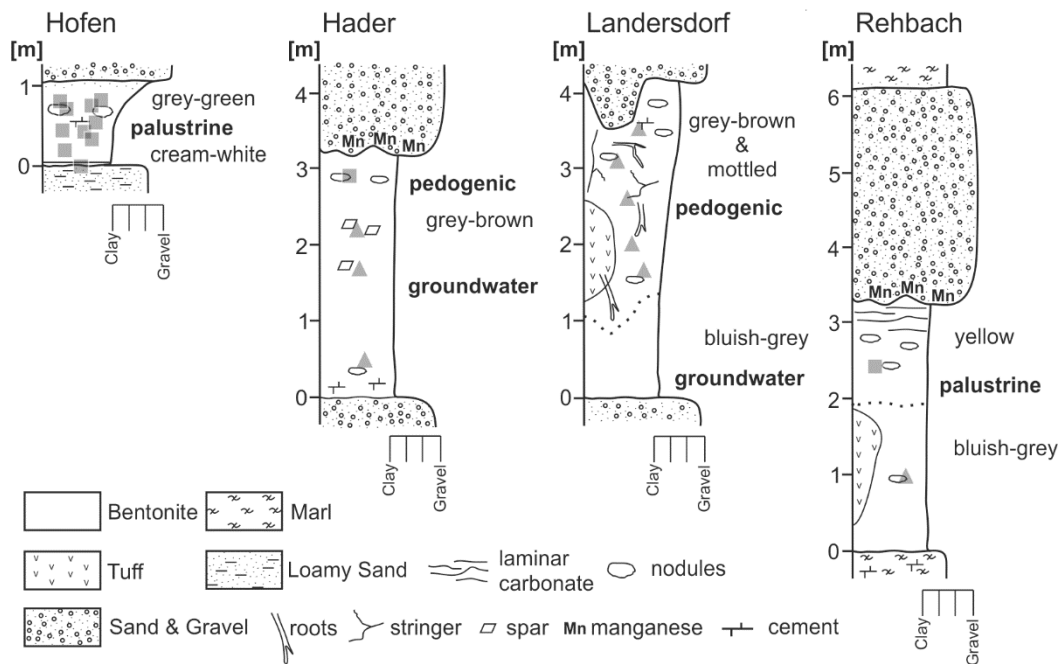 Hofen
[m]
1
0
grey-green
palustrine
cream-white
Clay
Gravel
Hader
[m]
4
3
2
1
0
Mn Mn Mn
pedogenic
grey-brown
groundwater
Clay
Gravel
Landersdorf
[m]
4
3
2
1
0
grey-brown
&
mottled
pedogenic
bluish-grey
groundwater
Clay
Gravel
Rehbach
[m]
6
5
4
3
2
1
0
Mn Mn Mn
yellow
palustrine
bluish-grey
Clay
Gravel
Bentonite
Marl
Tuff
Loamy Sand
laminar
carbonate
nodules
Sand & Gravel
roots
stringer
spar
Mn manganese
cement